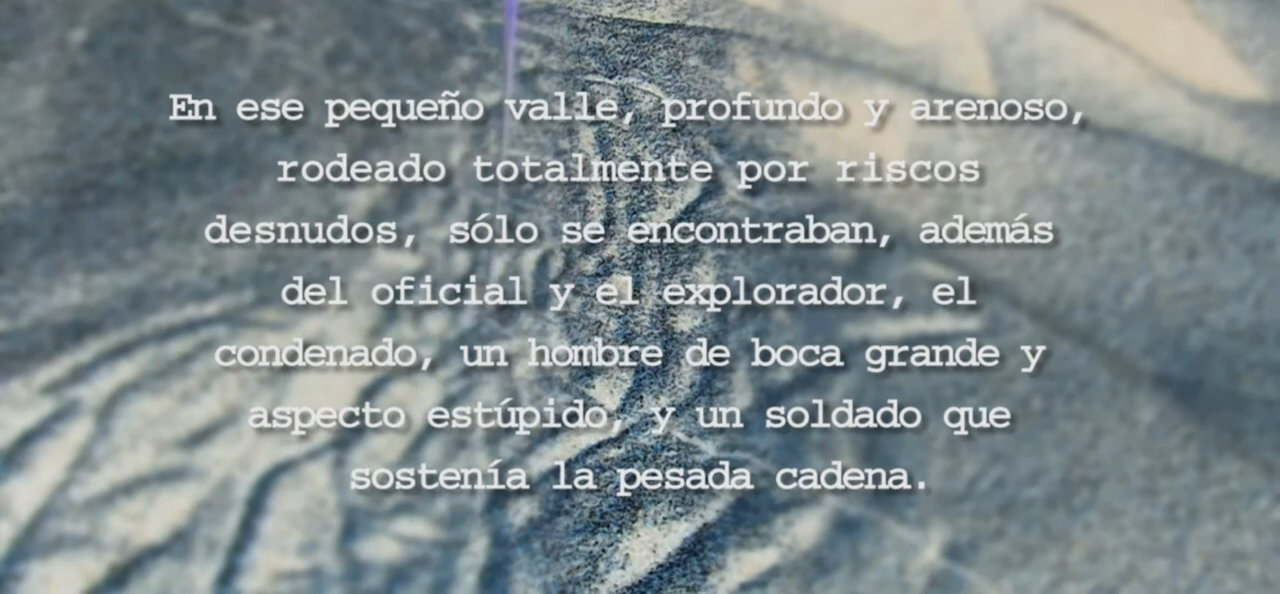 En ese pequeño valle, profundo y arenoso,
rodeado totalmente por riscos
desnudos, sólo se encontraban, además
del oficial y el explorador, el
condenado, un hombre de boca grande y
aspecto estúpido, y un soldado que
sostenía la pesada cadena.